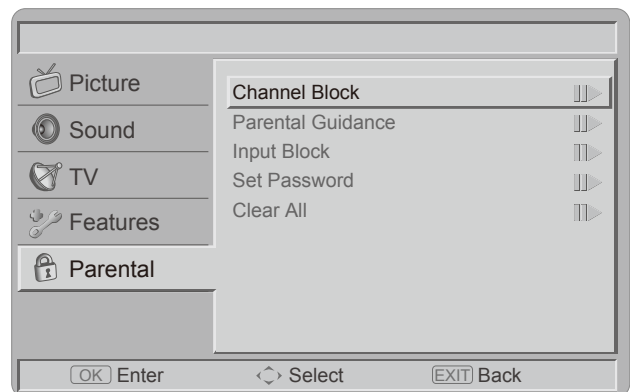 Picture
Sound
TV
Features
Parental
Channel Block
Parental Guidance
Input Block
Set Password
Clear All
OK Enter
Select
EXIT Back